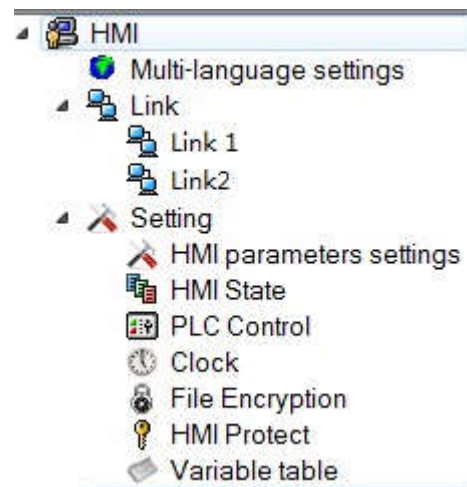 HMI
Multi-language settings
Link
Link 1
Link2
Setting
HMI parameters settings
HMI State
PLC Control
Clock
File Encryption
HMI Protect
Variable table